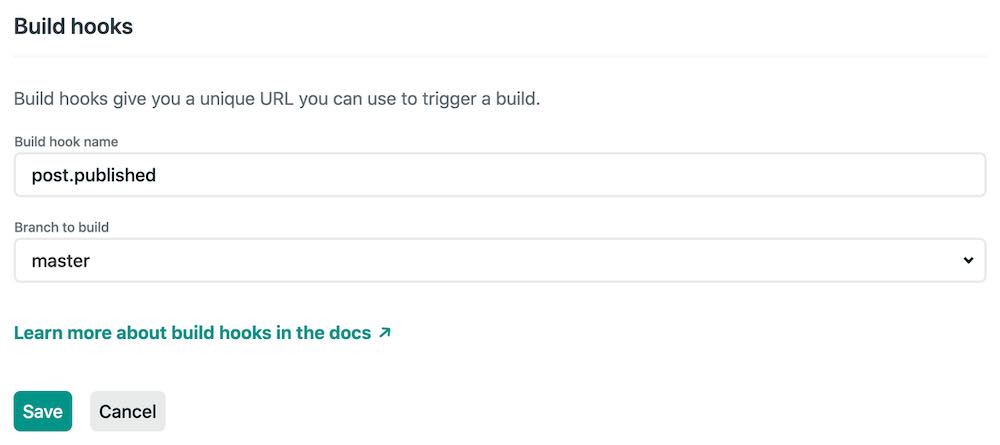 Build hooks
Build hooks give you a unique URL you can use to trigger a build.
Build hook name
post.published
Branch to build
master
Learn more about build hooks in the docs ↗
Save Cancel